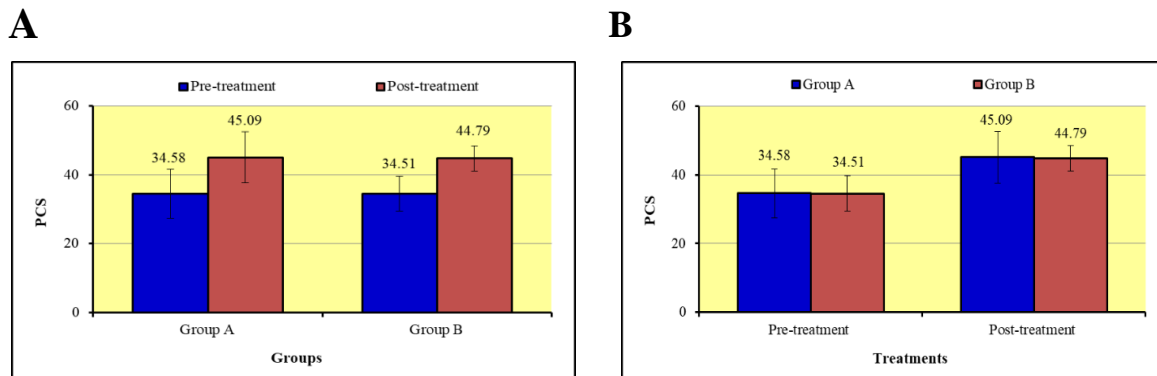 A
Pre-treatment Post-treatment
60
40
20
0
PCS
34.58
45.09
34.51
44.79
Group A
Group B
Groups
B
Group A Group B
60
40
20
0
PCS
34.58
34.51
45.09
44.79
Pre-treatment
Post-treatment
Treatments